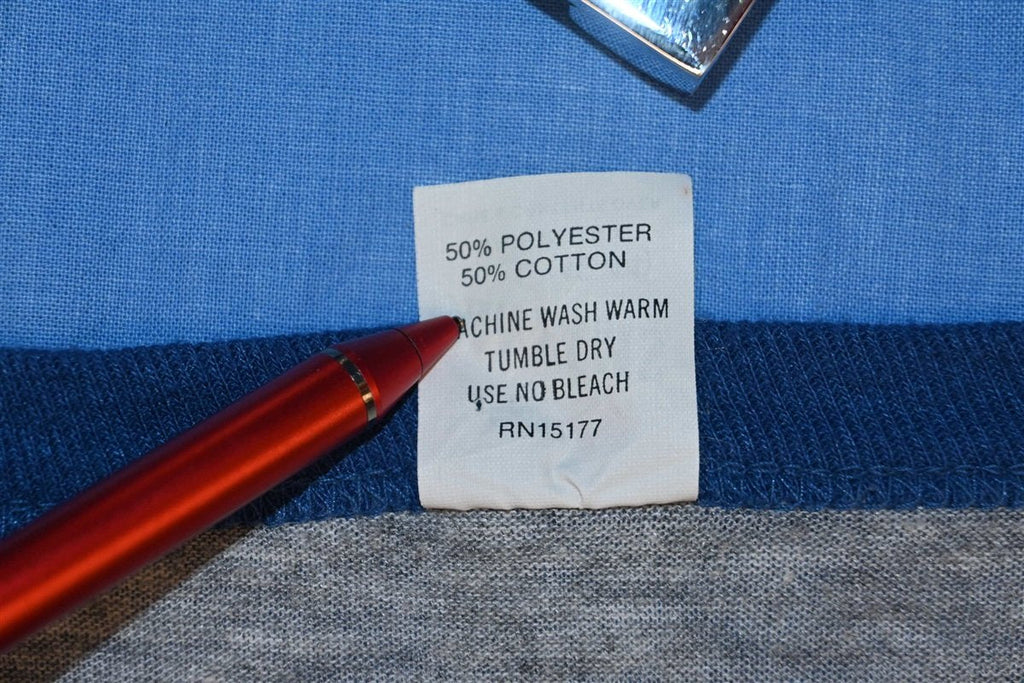 50% POLYESTER
50% COTTON
ACHINE WASH WARM
TUMBLE DRY
USE NO BLEACH
RN15177